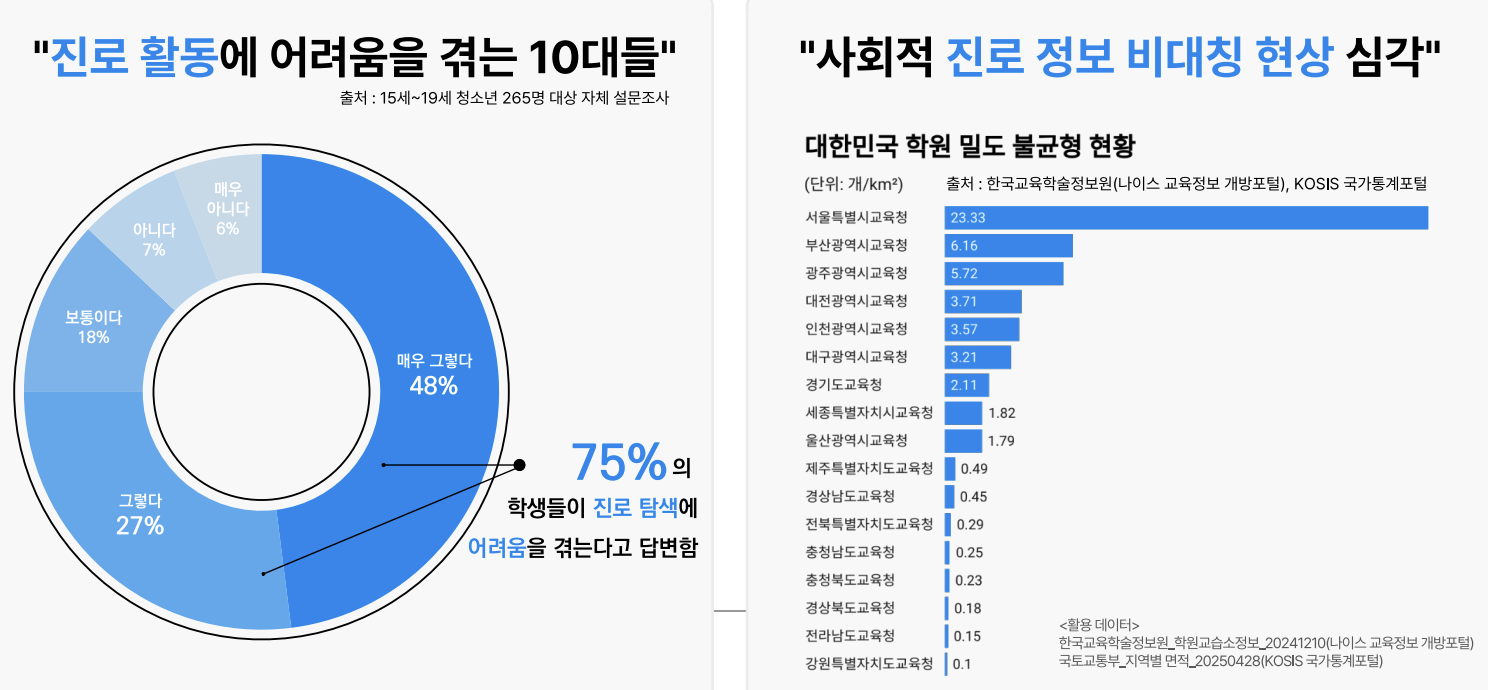 "진로 활동에 어려움을 겪는 10대들"
출처 : 15세~19세 청소년 265명 대상 자체 설문조사
매우
아니다
6%
아니다
7%
보통이다
18%
매우 그렇다
48%
그렇다
27%
75% 의
학생들이 진로 탐색에
어려움을 겪는다고 답변함
"사회적 진로 정보 비대칭 현상 심각"
대한민국 학원 밀도 불균형 현황
(단위: 개/km²) 출처 : 한국교육학술정보원(나이스 교육정보 개방포털), KOSIS 국가통계포털
서울특별시교육청 23.33
부산광역시교육청 6.16
광주광역시교육청 5.72
대전광역시교육청 3.71
인천광역시교육청 3.57
대구광역시교육청 3.21
경기도교육청 2.11
세종특별자치시교육청 1.82
울산광역시교육청 1.79
제주특별자치도교육청 0.49
경상남도교육청 0.45
전북특별자치도교육청 0.29
충청남도교육청 0.25
충청북도교육청 0.23
경상북도교육청 0.18
전라남도교육청 0.15
강원특별자치도교육청 0.1
<활용 데이터>
한국교육학술정보원_학원교습소정보_20241210(나이스 교육정보 개방포털)
국토교통부_지역별 면적_20250428(KOSIS 국가통계포털)